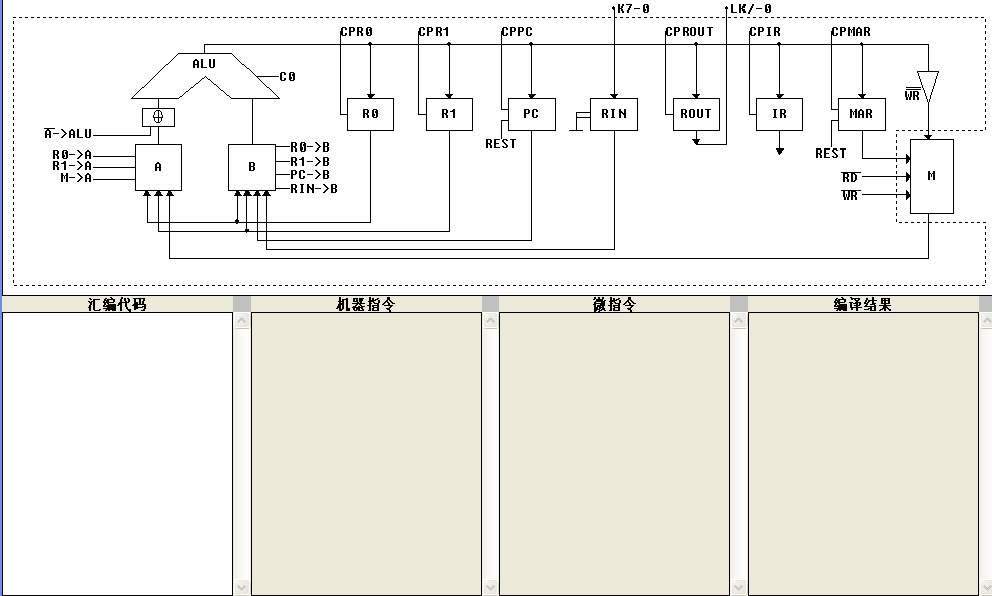 K7-0 LK/-0
CPR0 CPR1 CPPC CPROUT CPIR CPMAR
ALU
C0
WR
R0 R1 PC RIN ROUT IR MAR
A->ALU
REST
R0->B
R0->A
REST
R1->B
R1->A
A B
M
PC->B
M->A
RD
RIN->B
WR
汇编代码 机器指令 微指令 编译结果